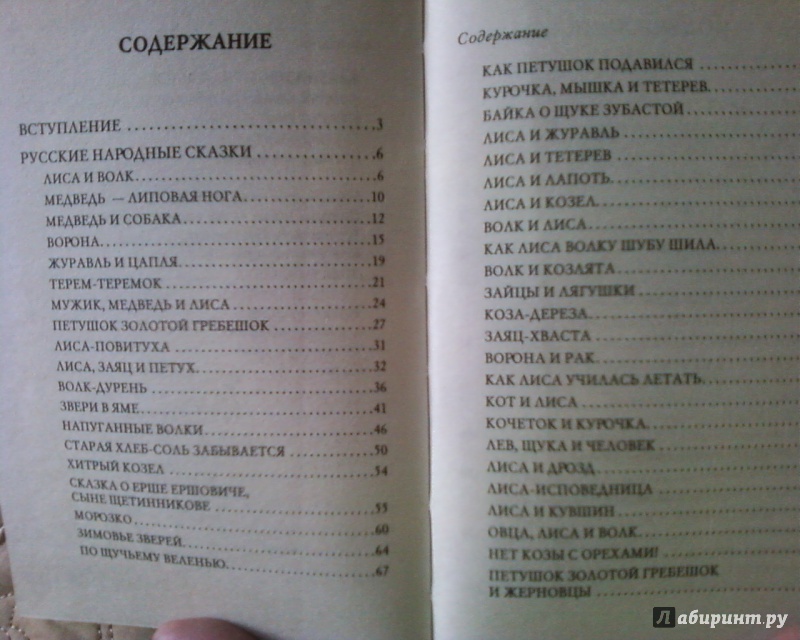 СОДЕРЖАНИЕ
ВСТУПЛЕНИЕ ........................ 3
РУССКИЕ НАРОДНЫЕ СКАЗКИ ............ 6
ЛИСА И ВОЛК ........................ 6
МЕДВЕДЬ — ЛИПОВАЯ НОГА ............. 10
МЕДВЕДЬ И СОБАКА ................... 12
ВОРОНА ............................. 15
ЖУРАВЛЬ И ЦАПЛЯ .................... 19
ТЕРЕМ-ТЕРЕМОК ...................... 21
МУЖИК, МЕДВЕДЬ И ЛИСА .............. 24
ПЕТУШОК ЗОЛОТОЙ ГРЕБЕШОК ........... 27
ЛИСА-ПОВИТУХА ...................... 31
ЛИСА, ЗАЯЦ И ПЕТУХ ................. 32
ВОЛК-ДУРЕНЬ ........................ 36
ЗВЕРИ В ЯМЕ ........................ 41
НАПУГАННЫЕ ВОЛКИ ................... 46
СТАРАЯ ХЛЕБ-СОЛЬ ЗАБЫВАЕТСЯ ........ 50
ХИТРЫЙ КОЗЕЛ ....................... 54
СКАЗКА О ЕРШЕ ЕРШОВИЧЕ,
СЫНЕ ЩЕТИННИКОВЕ ................... 55
МОРОЗКО ............................ 60
ЗИМОВЬЕ ЗВЕРЕЙ ..................... 64
ПО ЩУЧЬЕМУ ВЕЛЕНЬЮ ................. 67
Содержание
КАК ПЕТУШОК ПОДАВИЛСЯ ..........
КУРОЧКА, МЫШКА И ТЕТЕРЕВ ..........
БАЙКА О ЩУКЕ ЗУБАСТОЙ ..........
ЛИСА И ЖУРАВЛЬ ..........
ЛИСА И ТЕТЕРЕВ ..........
ЛИСА И ЛАПОТЬ ..........
ЛИСА И КОЗЕЛ ..........
ВОЛК И ЛИСА ..........
КАК ЛИСА ВОЛКУ ШУБУ ШИЛА ..........
ВОЛК И КОЗЛЯТА ..........
ЗАЙЦЫ И ЛЯГУШКИ ..........
КОЗА-ДЕРЕЗА ..........
ЗАЯЦ-ХВАСТА ..........
ВОРОНА И РАК ..........
КАК ЛИСА УЧИЛАСЬ ЛЕТАТЬ ..........
КОТ И ЛИСА ..........
КОЧЕТОК И КУРОЧКА ..........
ЛЕВ, ЩУКА И ЧЕЛОВЕК ..........
ЛИСА И ДРОЗД ..........
ЛИСА-ИСПОВЕДНИЦА ..........
ЛИСА И КУВШИН ..........
ОВЦА, ЛИСА И ВОЛК ..........
НЕТ КОЗЫ С ОРЕХАМИ! ..........
ПЕТУШОК ЗОЛОТОЙ ГРЕБЕШОК
И ЖЕРНОВЦЫ ..........
Лабиринт.ру